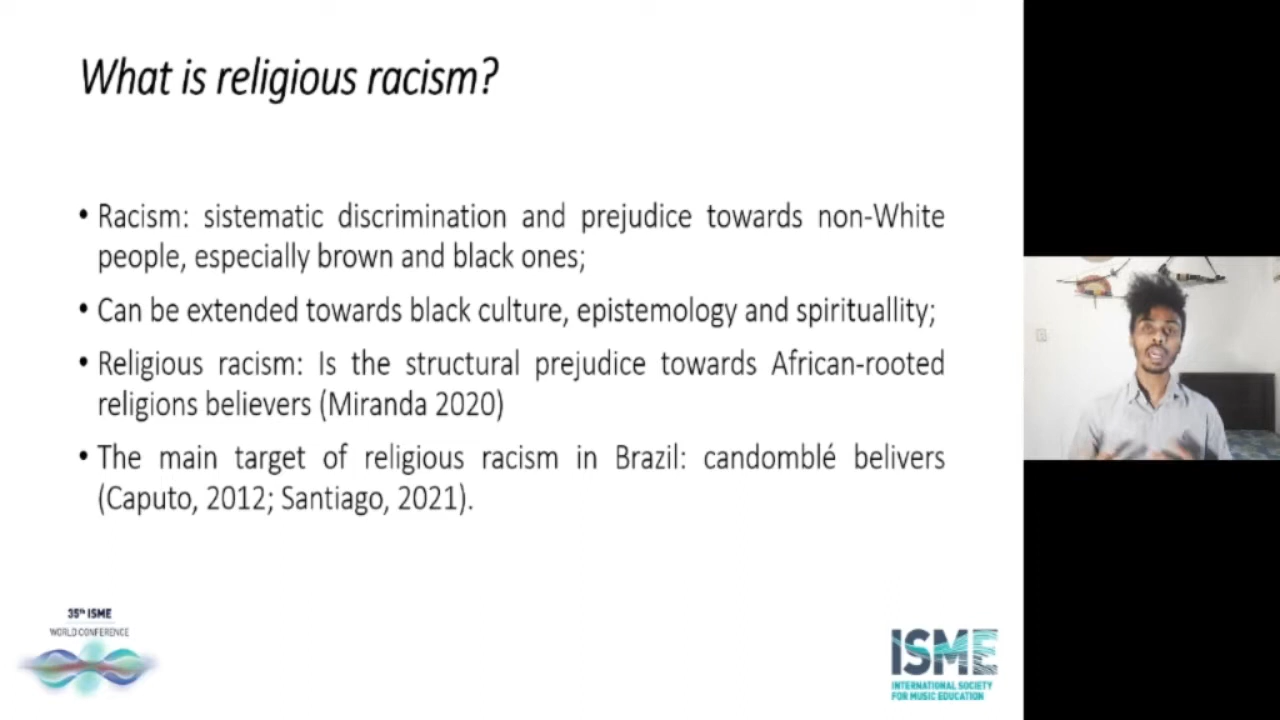 What is religious racism?
• Racism: sistematic discrimination and prejudice towards non-White
people, especially brown and black ones;
• Can be extended towards black culture, epistemology and spirituallity;
• Religious racism: Is the structural prejudice towards African-rooted
religions believers (Miranda 2020)
• The main target of religious racism in Brazil: candomblé belivers
(Caputo, 2012; Santiago, 2021).
35th ISME
WORLD CONFERENCE
ISME
INTERNATIONAL SOCIETY
FOR MUSIC EDUCATION